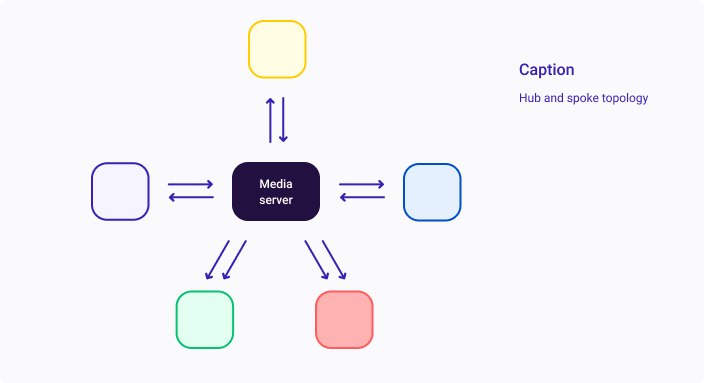 Caption
Hub and spoke topology
Media
server